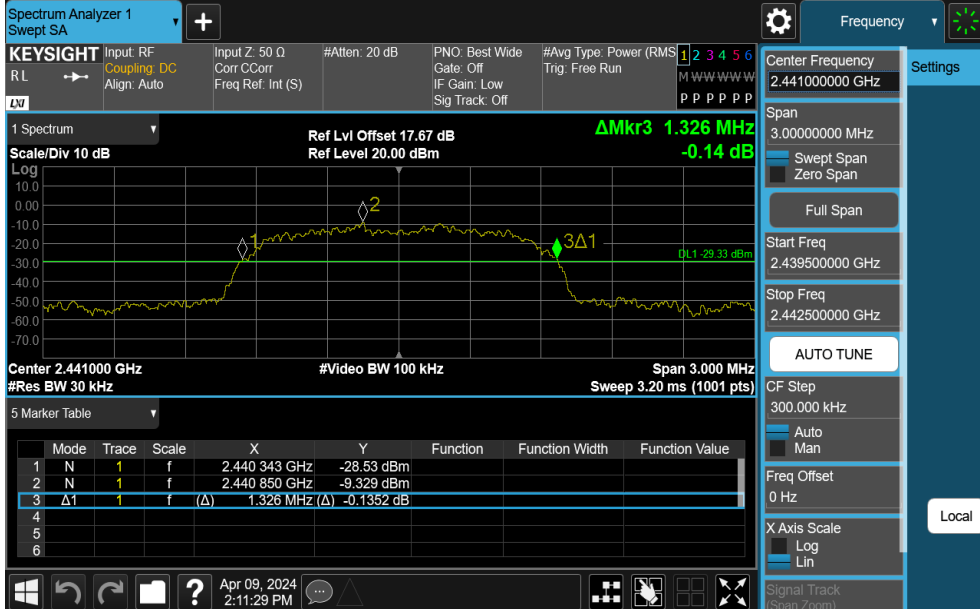 Spectrum Analyzer 1
Swept SA
Frequency
KEYSIGHT
R L
LXI
Input: RF
Coupling: DC
Align: Auto
Input Z: 50 Ω
Corr CCorr
Freq Ref: Int (S)
#Atten: 20 dB
PNO: Best Wide
Gate: Off
IF Gain: Low
Sig Track: Off
#Avg Type: Power (RMS
Trig: Free Run
1 2 3 4 5 6
M W W W W W
P P P P P P
1 Spectrum
Scale/Div 10 dB
Ref Lvl Offset 17.67 dB
Ref Level 20.00 dBm
ΔMkr3 1.326 MHz
-0.14 dB
Log
10.0
0.00
-10.0
-20.0
-30.0
-40.0
-50.0
-60.0
-70.0
1
2
3Δ1
DL1 -29.33 dBm
Center 2.441000 GHz
#Res BW 30 kHz
#Video BW 100 kHz
Span 3.000 MHz
Sweep 3.20 ms (1001 pts)
5 Marker Table
Mode Trace Scale X Y Function Function Width Function Value
1 N 1 f 2.440 343 GHz -28.53 dBm
2 N 1 f 2.440 850 GHz -9.329 dBm
3 Δ1 1 f (Δ) 1.326 MHz (Δ) -0.1352 dB
4
5
6
Apr 09, 2024
2:11:29 PM
Center Frequency
2.441000000 GHz
Span
3.00000000 MHz
Swept Span
Zero Span
Full Span
Start Freq
2.439500000 GHz
Stop Freq
2.442500000 GHz
AUTO TUNE
CF Step
300.000 kHz
Auto
Man
Freq Offset
0 Hz
X Axis Scale
Log
Lin
Signal Track
(Span Zoom)
Settings
Local